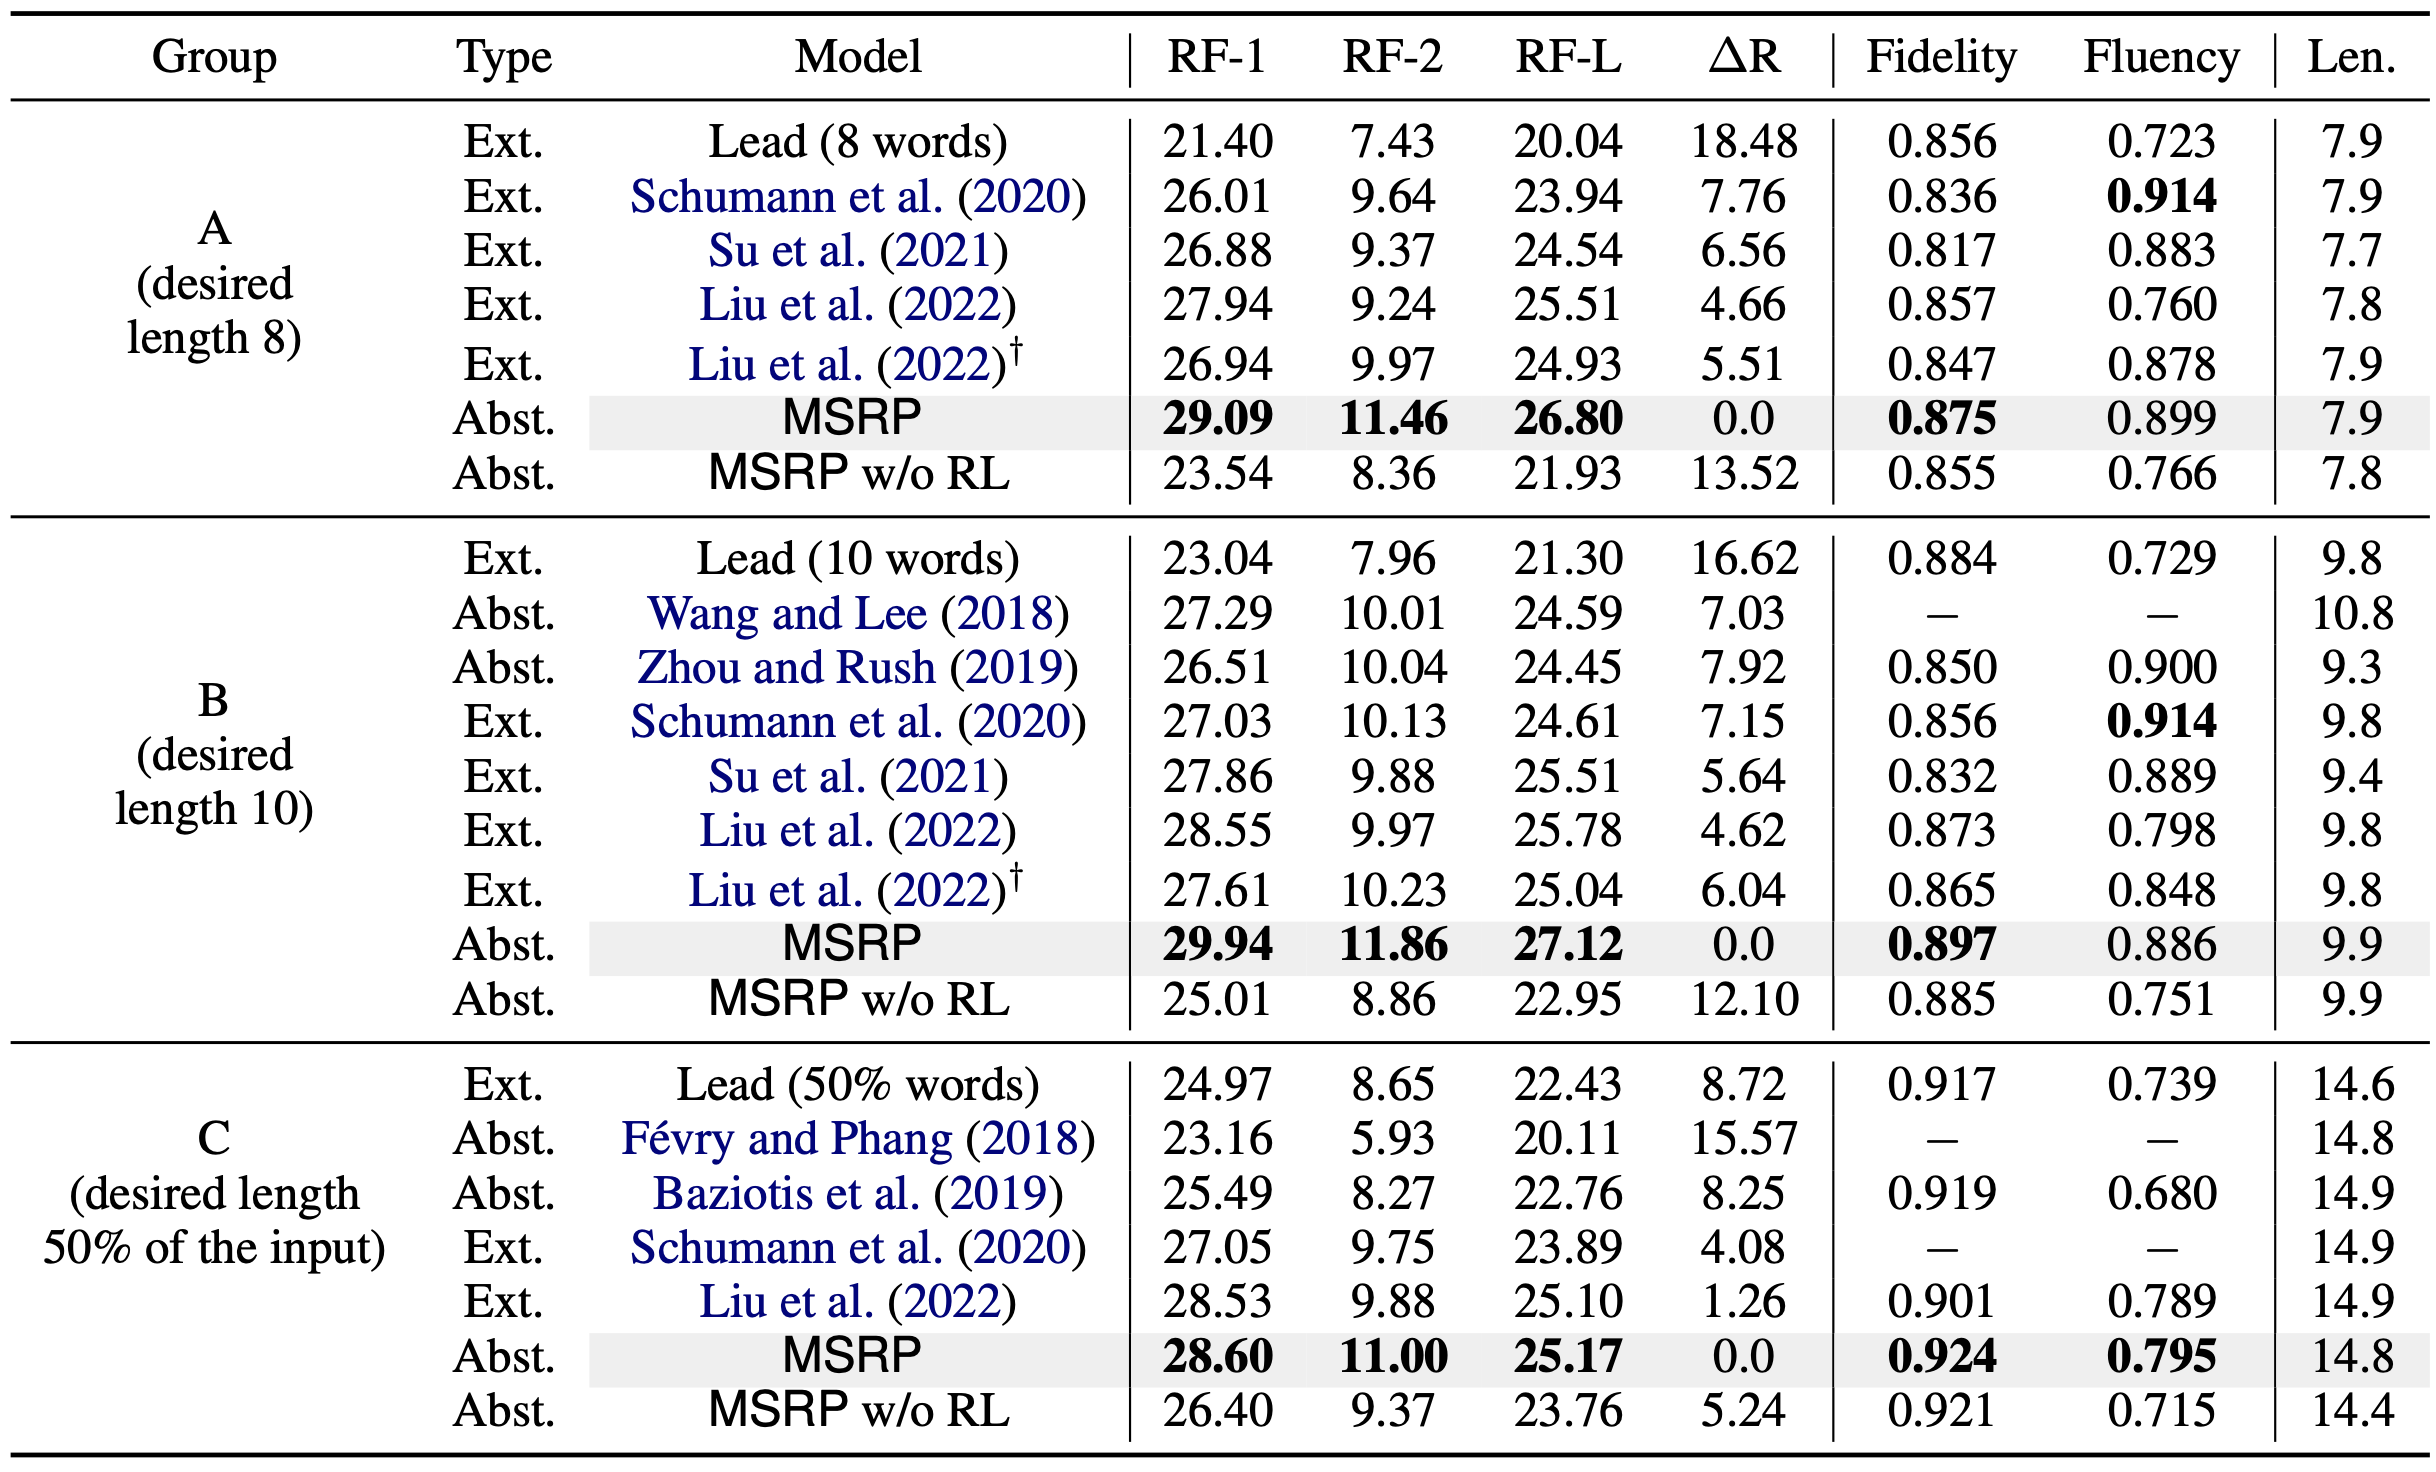 Group Type Model RF-1 RF-2 RF-L ΔR Fidelity Fluency Len.
A
(desired
length 8)
Ext. Lead (8 words) 21.40 7.43 20.04 18.48 0.856 0.723 7.9
Ext. Schumann et al. (2020) 26.01 9.64 23.94 7.76 0.836 0.914 7.9
Ext. Su et al. (2021) 26.88 9.37 24.54 6.56 0.817 0.883 7.7
Ext. Liu et al. (2022) 27.94 9.24 25.51 4.66 0.857 0.760 7.8
Ext. Liu et al. (2022)† 26.94 9.97 24.93 5.51 0.847 0.878 7.9
Abst. MSRP 29.09 11.46 26.80 0.0 0.875 0.899 7.9
Abst. MSRP w/o RL 23.54 8.36 21.93 13.52 0.855 0.766 7.8
B
(desired
length 10)
Ext. Lead (10 words) 23.04 7.96 21.30 16.62 0.884 0.729 9.8
Abst. Wang and Lee (2018) 27.29 10.01 24.59 7.03 – – 10.8
Abst. Zhou and Rush (2019) 26.51 10.04 24.45 7.92 0.850 0.900 9.3
Ext. Schumann et al. (2020) 27.03 10.13 24.61 7.15 0.856 0.914 9.8
Ext. Su et al. (2021) 27.86 9.88 25.51 5.64 0.832 0.889 9.4
Ext. Liu et al. (2022) 28.55 9.97 25.78 4.62 0.873 0.798 9.8
Ext. Liu et al. (2022)† 27.61 10.23 25.04 6.04 0.865 0.848 9.8
Abst. MSRP 29.94 11.86 27.12 0.0 0.897 0.886 9.9
Abst. MSRP w/o RL 25.01 8.86 22.95 12.10 0.885 0.751 9.9
C
(desired length
50% of the input)
Ext. Lead (50% words) 24.97 8.65 22.43 8.72 0.917 0.739 14.6
Abst. Févry and Phang (2018) 23.16 5.93 20.11 15.57 – – 14.8
Abst. Baziotis et al. (2019) 25.49 8.27 22.76 8.25 0.919 0.680 14.9
Ext. Schumann et al. (2020) 27.05 9.75 23.89 4.08 – – 14.9
Ext. Liu et al. (2022) 28.53 9.88 25.10 1.26 0.901 0.789 14.9
Abst. MSRP 28.60 11.00 25.17 0.0 0.924 0.795 14.8
Abst. MSRP w/o RL 26.40 9.37 23.76 5.24 0.921 0.715 14.4